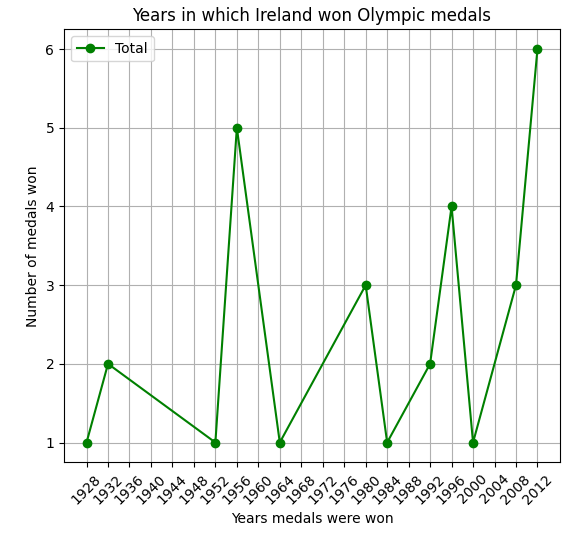 Years in which Ireland won Olympic medals
Total
Number of medals won
6
5
4
3
2
1
1928 1932 1936 1940 1944 1948 1952 1956 1960 1964 1968 1972 1976 1980 1984 1988 1992 1996 2000 2004 2008 2012
Years medals were won